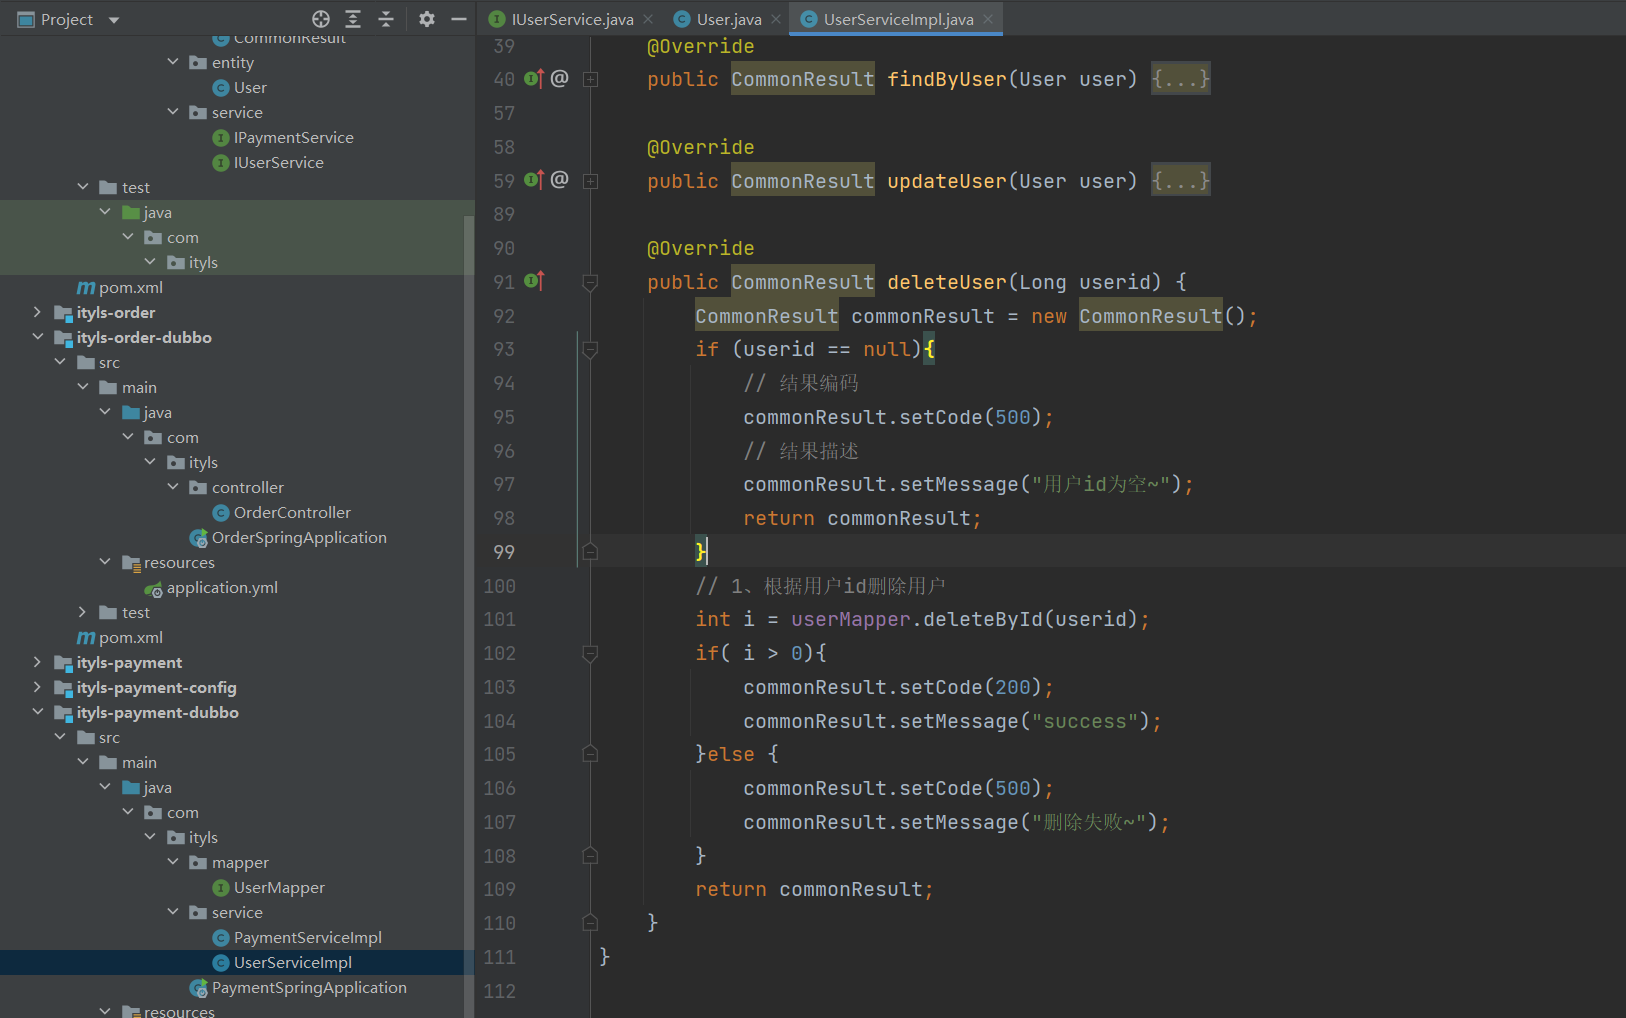 Project
CommonResult
entity
User
service
IPaymentService
IUserService
test
java
com
ityls
pom.xml
ityls-order
ityls-order-dubbo
src
main
java
com
ityls
controller
OrderController
OrderSpringApplication
resources
application.yml
test
pom.xml
ityls-payment
ityls-payment-config
ityls-payment-dubbo
src
main
java
com
ityls
mapper
UserMapper
service
PaymentServiceImpl
UserServiceImpl
PaymentSpringApplication
resources
IUserService.java User.java UserServiceImpl.java
39 @Override
40 @ public CommonResult findByUser(User user) {...}
57
58 @Override
59 @ public CommonResult updateUser(User user) {...}
89
90 @Override
91 public CommonResult deleteUser(Long userid) {
92 CommonResult commonResult = new CommonResult();
93 if (userid == null){
94 // 结果编码
95 commonResult.setCode(500);
96 // 结果描述
97 commonResult.setMessage("用户id为空~");
98 return commonResult;
99 }
100 // 1、根据用户id删除用户
101 int i = userMapper.deleteById(userid);
102 if( i > 0){
103 commonResult.setCode(200);
104 commonResult.setMessage("success");
105 }else {
106 commonResult.setCode(500);
107 commonResult.setMessage("删除失败~");
108 }
109 return commonResult;
110 }
111 }
112